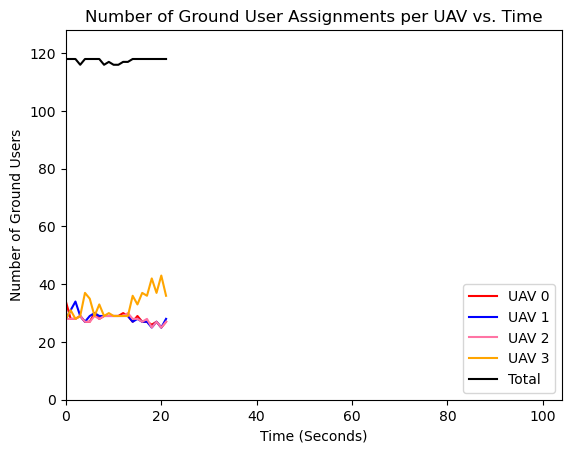 Number of Ground User Assignments per UAV vs. Time
Number of Ground Users
120
100
80
60
40
20
0
0 20 40 60 80 100
Time (Seconds)
UAV 0
UAV 1
UAV 2
UAV 3
Total